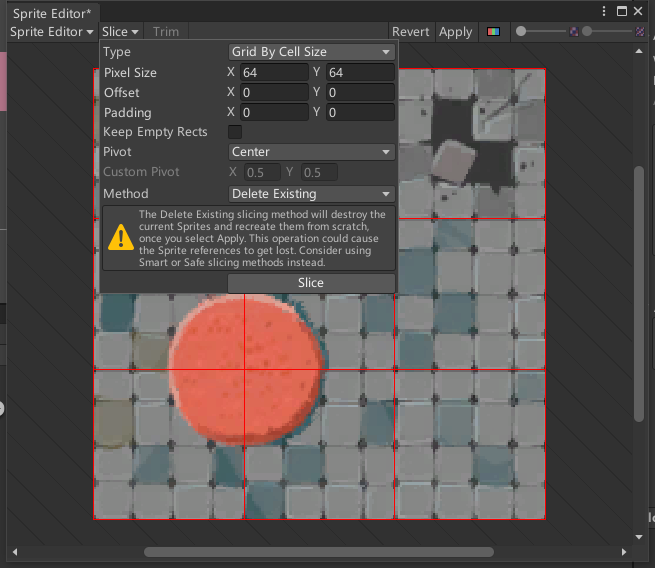 Sprite Editor*
Sprite Editor Slice Trim Revert Apply
Type Grid By Cell Size
Pixel Size X 64 Y 64
Offset X 0 Y 0
Padding X 0 Y 0
Keep Empty Rects
Pivot Center
Custom Pivot X 0.5 Y 0.5
Method Delete Existing
The Delete Existing slicing method will destroy the
current Sprites and recreate them from scratch,
once you select Apply. This operation could cause
the Sprite references to get lost. Consider using
Smart or Safe slicing methods instead.
Slice